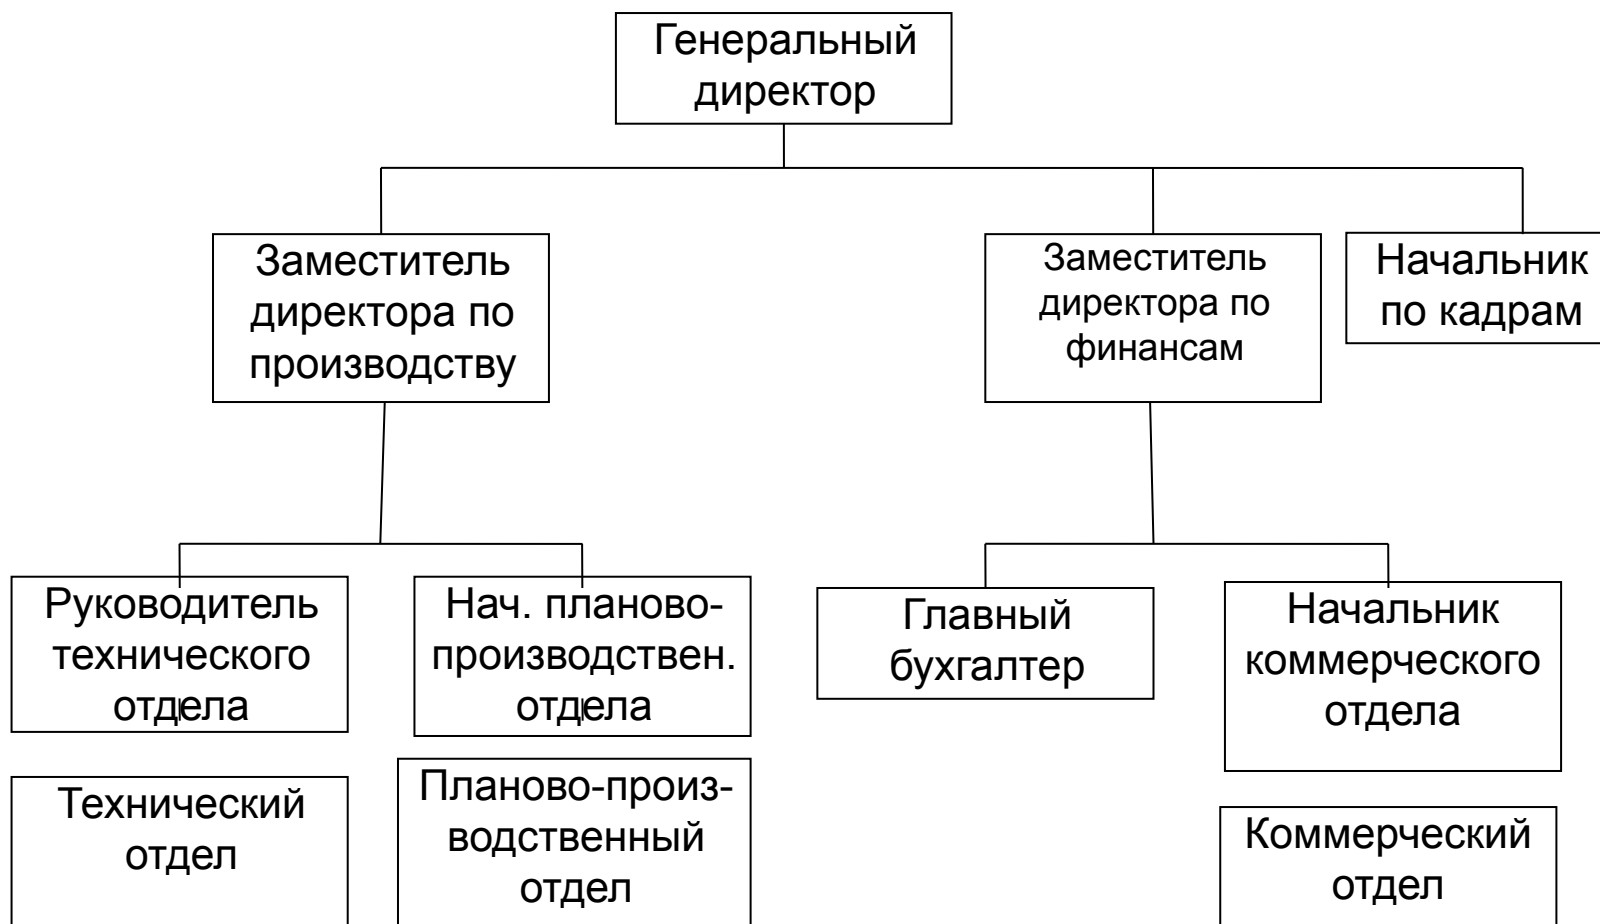 Генеральный
директор
Заместитель
директора по
производству
Заместитель
директора по
финансам
Начальник
по кадрам
Руководитель
технического
отдела
Нач. планово-
производствен.
отдела
Главный
бухгалтер
Начальник
коммерческого
отдела
Технический
отдел
Планово-произ-
водственный
отдел
Коммерческий
отдел